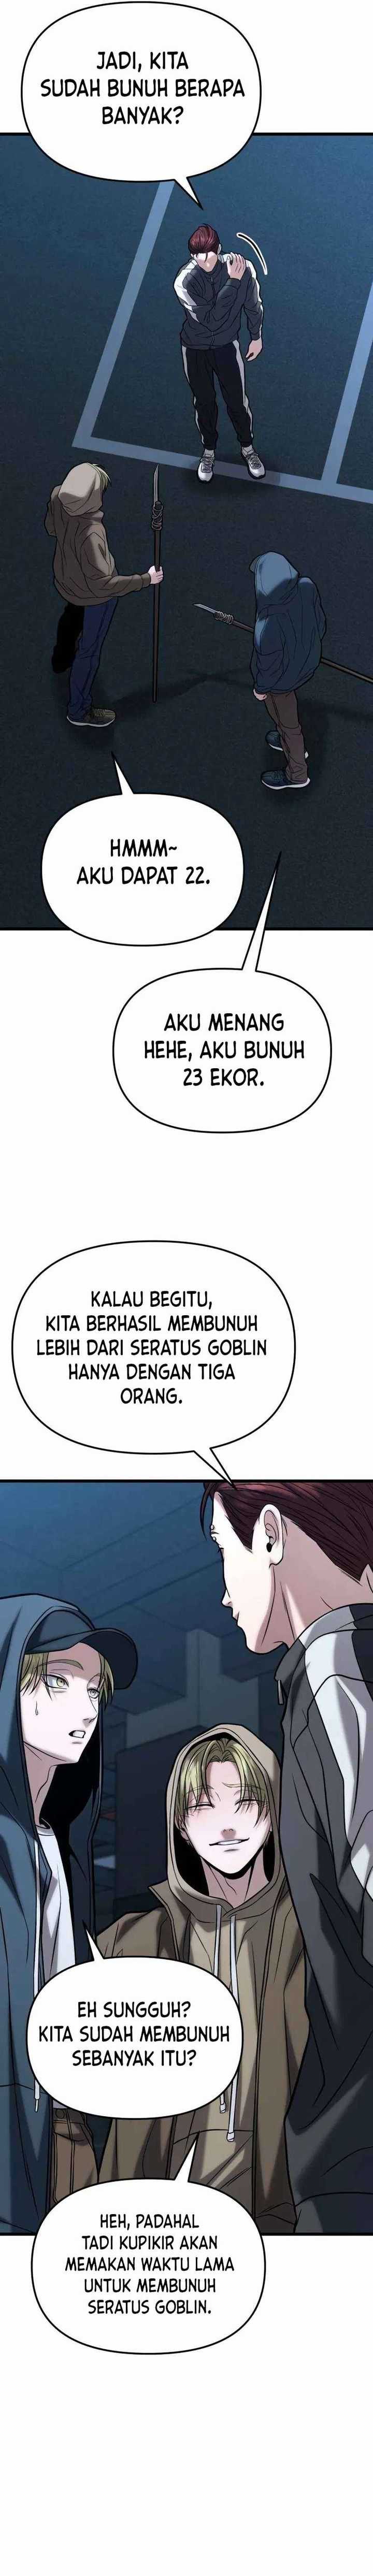 JADI, KITA
SUDAH BUNUH BERAPA
BANYAK?
HMMM~
AKU DAPAT 22.
AKU MENANG
HEHE, AKU BUNUH
23 EKOR.
KALAU BEGITU,
KITA BERHASIL MEMBUNUH
LEBIH DARI SERATUS GOBLIN
HANYA DENGAN TIGA
ORANG.
EH SUNGGUH?
KITA SUDAH MEMBUNUH
SEBANYAK ITU?
HEH, PADAHAL
TADI KUPIKIR AKAN
MEMAKAN WAKTU LAMA
UNTUK MEMBUNUH
SERATUS GOBLIN.